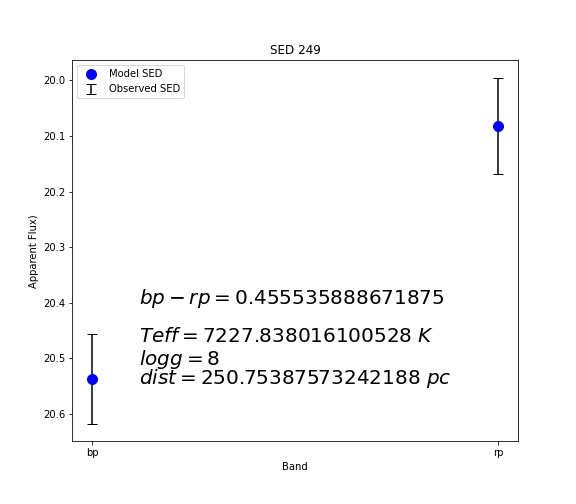 SED 249
Model SED
Observed SED
20.0
20.1
20.2
20.3
20.4
20.5
20.6
Apparent Flux)
bp − rp = 0.455535888671875
Teff = 7227.838016100528 K
logg = 8
dist = 250.75387573242188 pc
bp
rp
Band